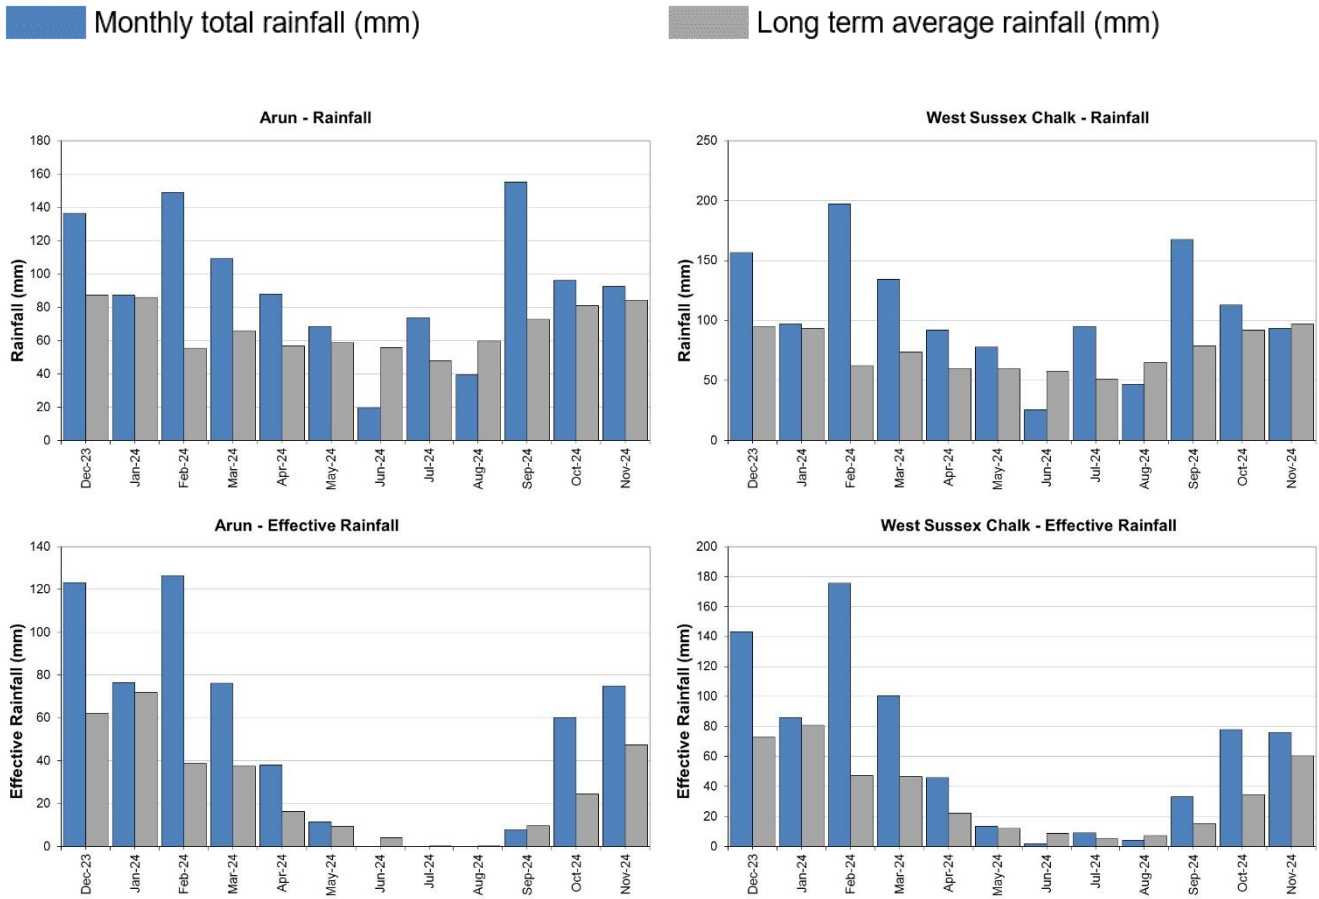 Monthly total rainfall (mm)
Long term average rainfall (mm)
Arun - Rainfall
Rainfall (mm)
180
160
140
120
100
80
60
40
20
0
Dec-23
Jan-24
Feb-24
Mar-24
Apr-24
May-24
Jun-24
Jul-24
Aug-24
Sep-24
Oct-24
Nov-24
West Sussex Chalk - Rainfall
Rainfall (mm)
250
200
150
100
50
0
Dec-23
Jan-24
Feb-24
Mar-24
Apr-24
May-24
Jun-24
Jul-24
Aug-24
Sep-24
Oct-24
Nov-24
Arun - Effective Rainfall
Effective Rainfall (mm)
140
120
100
80
60
40
20
0
Dec-23
Jan-24
Feb-24
Mar-24
Apr-24
May-24
Jun-24
Jul-24
Aug-24
Sep-24
Oct-24
Nov-24
West Sussex Chalk - Effective Rainfall
Effective Rainfall (mm)
200
180
160
140
120
100
80
60
40
20
0
Dec-23
Jan-24
Feb-24
Mar-24
Apr-24
May-24
Jun-24
Jul-24
Aug-24
Sep-24
Oct-24
Nov-24